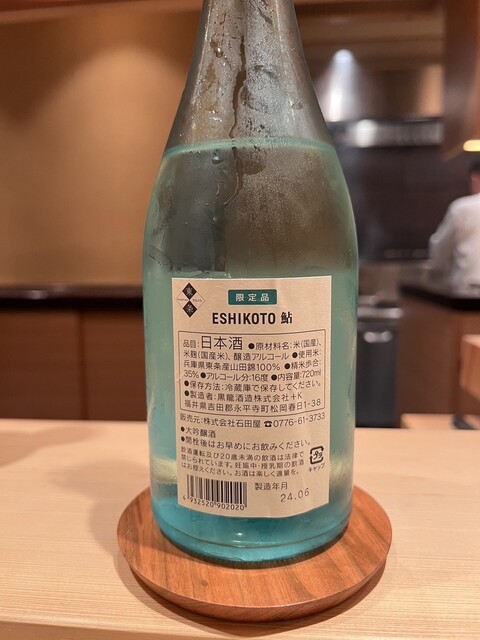 限定品
ESHIKOTO 鮎
品目:日本酒 ●原材料名:米(国産)、
米麹(国産米)、醸造アルコール ●使用米:
兵庫県東条産山田錦100% ●精米歩合:
35% ●アルコール分:16度 ●内容量:720ml
●保存方法:冷蔵庫で保存してください。
●製造者:黒龍酒造株式会社+K
福井県吉田郡永平寺町松岡春日1-38
販売元:株式会社石田屋 ☎0776-61-3733
●大吟醸酒
●開栓後はお早めにお飲みください。
飲酒運転及び20歳未満の飲酒は法律で
禁じられています。妊娠中・授乳期の飲酒
はお控えください。お酒は楽しく適量を。
プラ
キャップ
製造年月
24.06
4932520902020